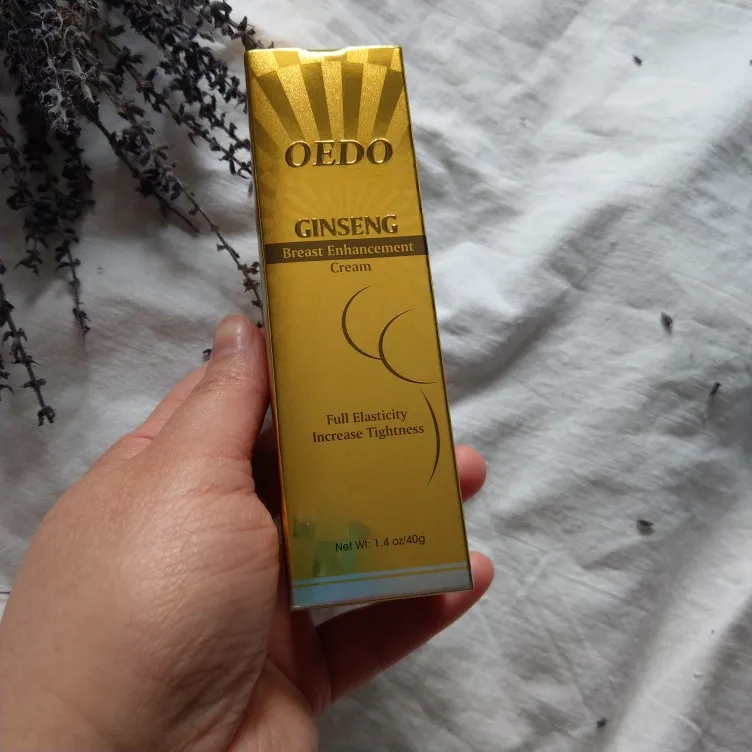 OEDO
GINSENG
Breast Enhancement
Cream
Full Elasticity
Increase Tightness
Net Wt: 1.4 oz/40g